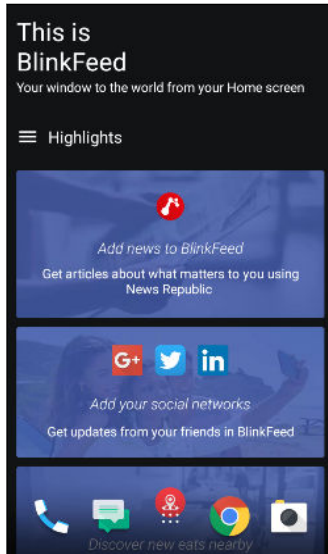 This is
BlinkFeed
Your window to the world from your Home screen
Highlights
Add news to BlinkFeed
Get articles about what matters to you using
News Republic
G+
in
Add your social networks
Get updates from your friends in BlinkFeed
Discover new eats nearby